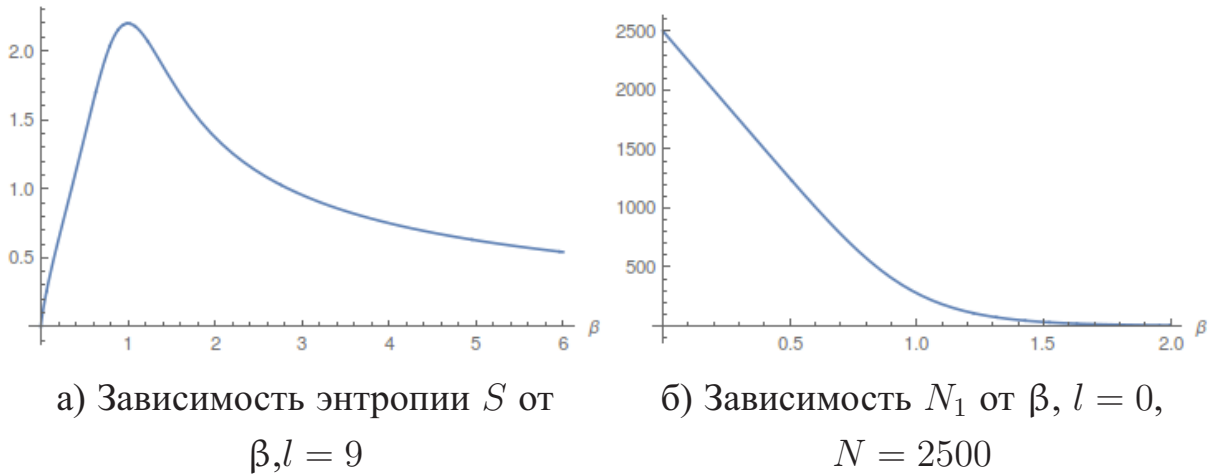 2.0
1.5
1.0
0.5
1 2 3 4 5 6 β
2500
2000
1500
1000
500
0.5 1.0 1.5 2.0 β
а) Зависимость энтропии S от
β,l = 9
б) Зависимость N₁ от β, l = 0,
N = 2500